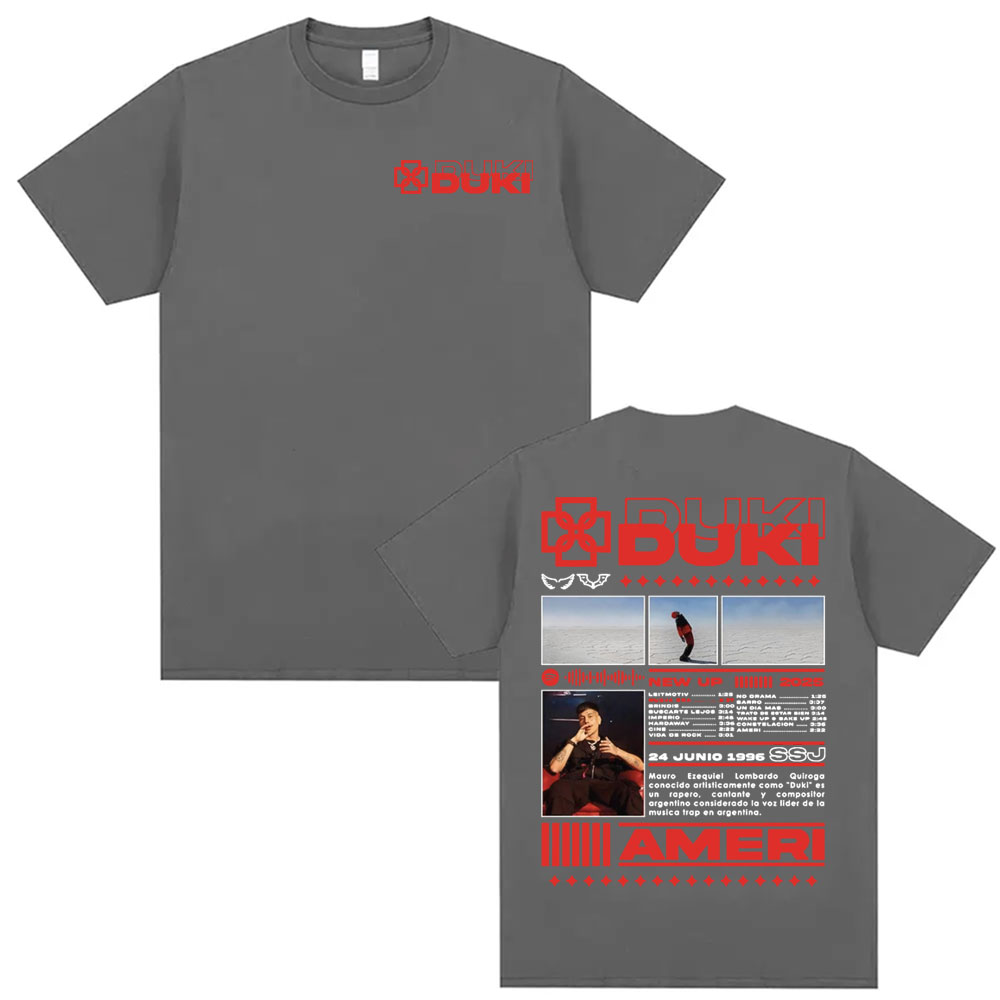 DUKI
DUKI
DUKI
DUKI
NEW UP 2025
LEITMOTIV 1:29
BRINDIS 3:00
BUSCARTE LEJOS 3:14
IMPERIO 2:45
HARDAWAY 3:36
CINE 2:22
VIDA DE ROCK 3:01
NO DRAMA 1:26
BARRO 3:37
UN DIA MAS 3:00
TRATO DE ESTAR BIEN 3:14
WAKE UP & BAKE UP 2:45
CONSTELACION 3:36
AMERI 2:32
24 JUNIO 1996 SSJ
Mauro Ezequiel Lombardo Quiroga
conocido artisticamente como "Duki" es
un rapero, cantante y compositor
argentino considerado la voz lider de la
musica trap en argentina.
AMERI